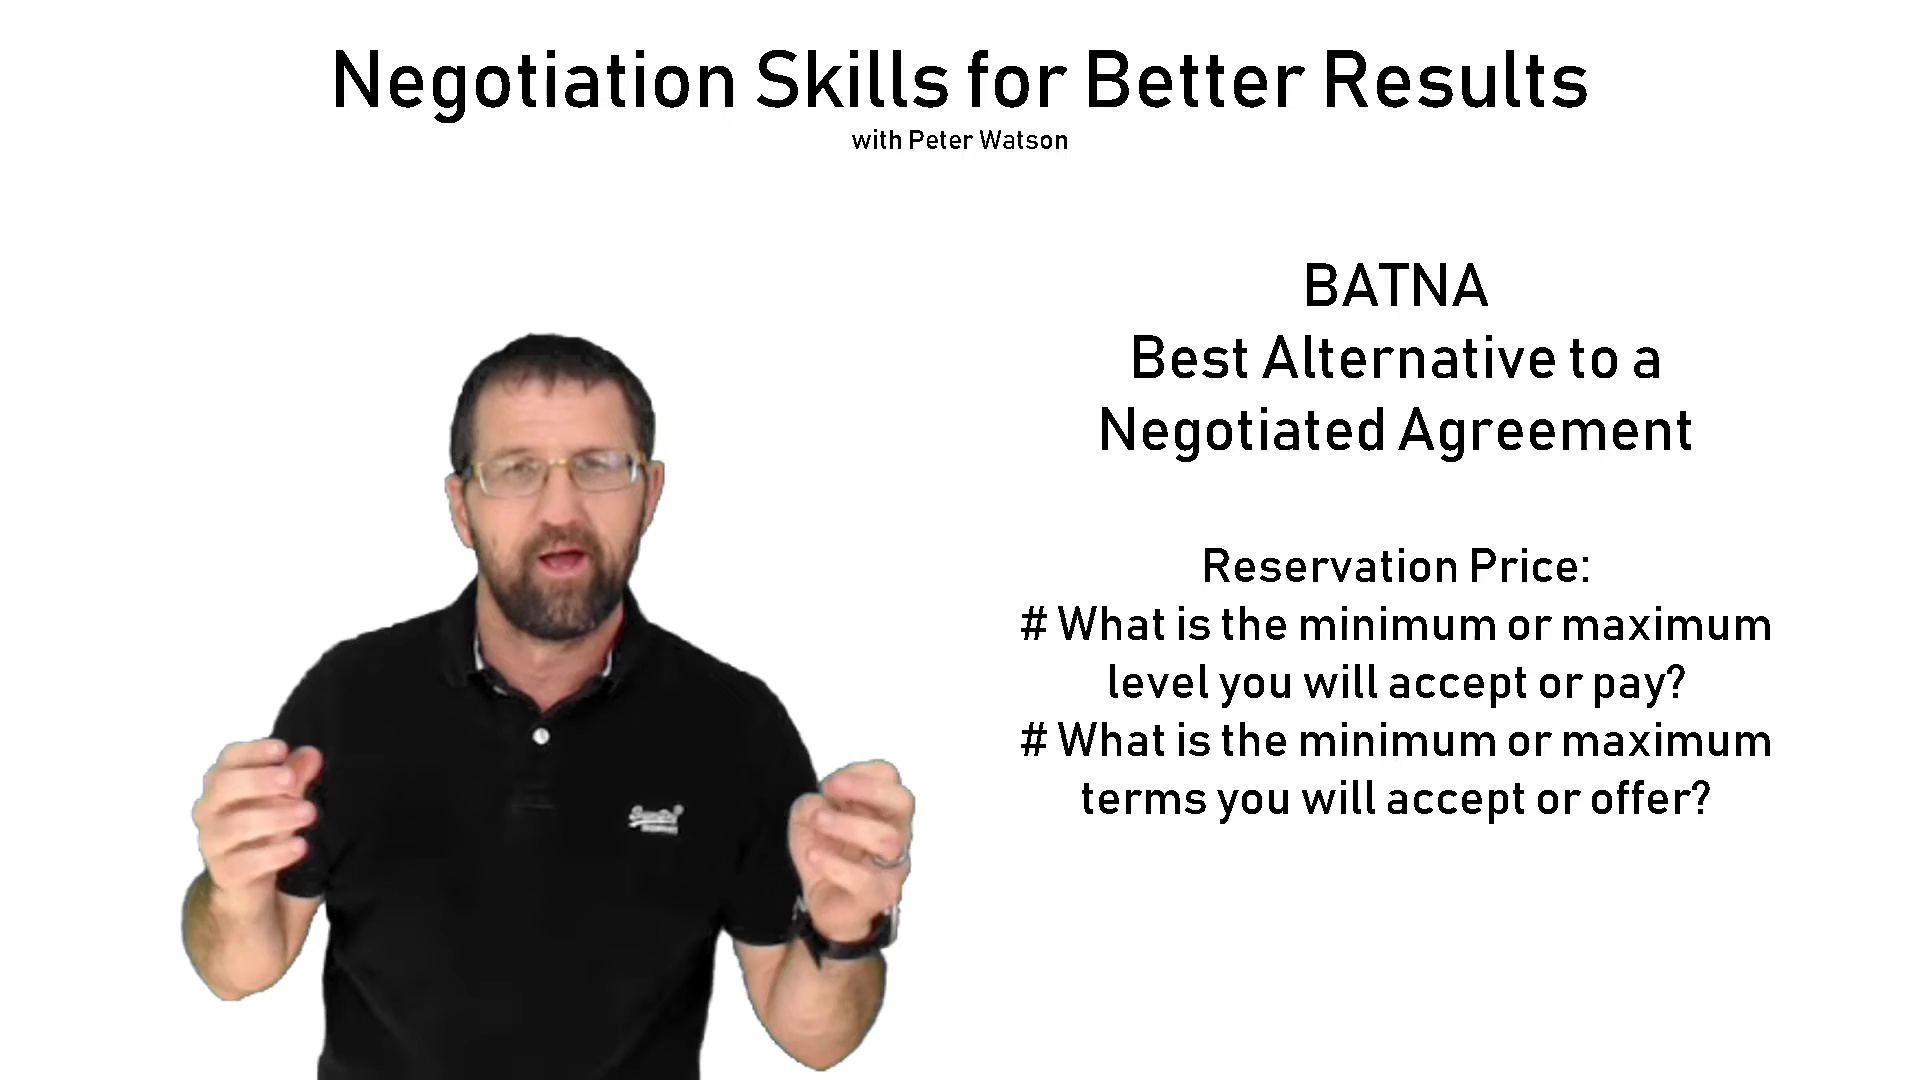 Negotiation Skills for Better Results
with Peter Watson
BATNA
Best Alternative to a
Negotiated Agreement
Reservation Price:
# What is the minimum or maximum
level you will accept or pay?
# What is the minimum or maximum
terms you will accept or offer?